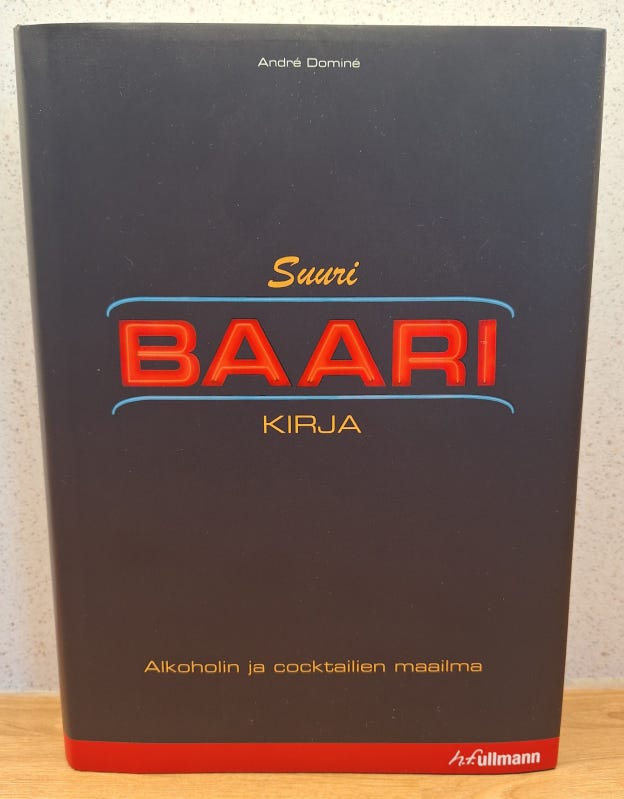 André Dominé
Suuri
BAARI
KIRJA
Alkoholin ja cocktailien maailma
h.f.ullmann